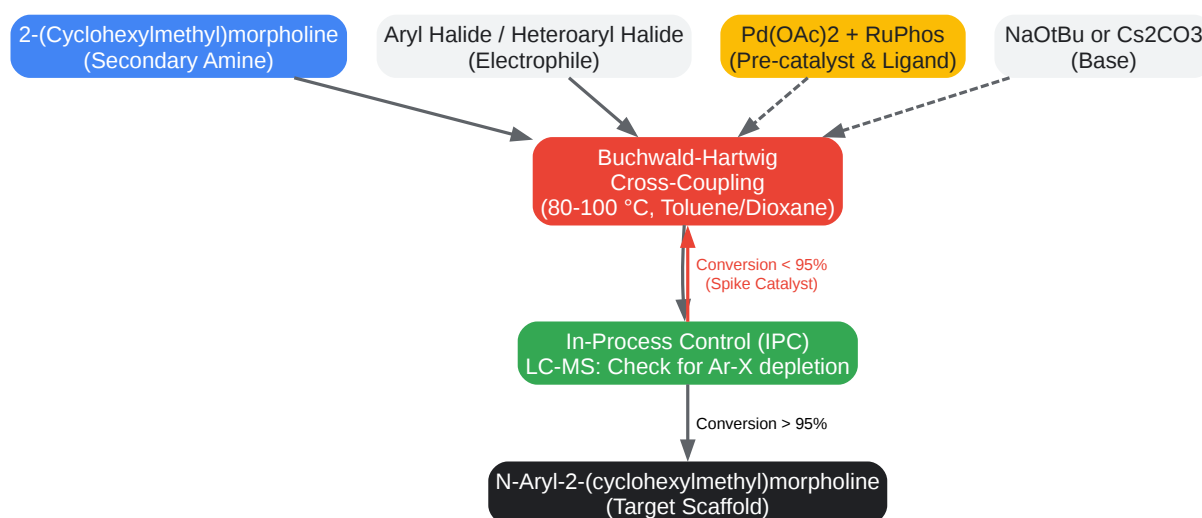 2-(Cyclohexylmethyl)morpholine
(Secondary Amine)
Aryl Halide / Heteroaryl Halide
(Electrophile)
Pd(OAc)2 + RuPhos
(Pre-catalyst & Ligand)
NaOtBu or Cs2CO3
(Base)
Buchwald-Hartwig
Cross-Coupling
(80-100 °C, Toluene/Dioxane)
Conversion < 95%
(Spike Catalyst)
In-Process Control (IPC)
LC-MS: Check for Ar-X depletion
Conversion > 95%
N-Aryl-2-(cyclohexylmethyl)morpholine
(Target Scaffold)